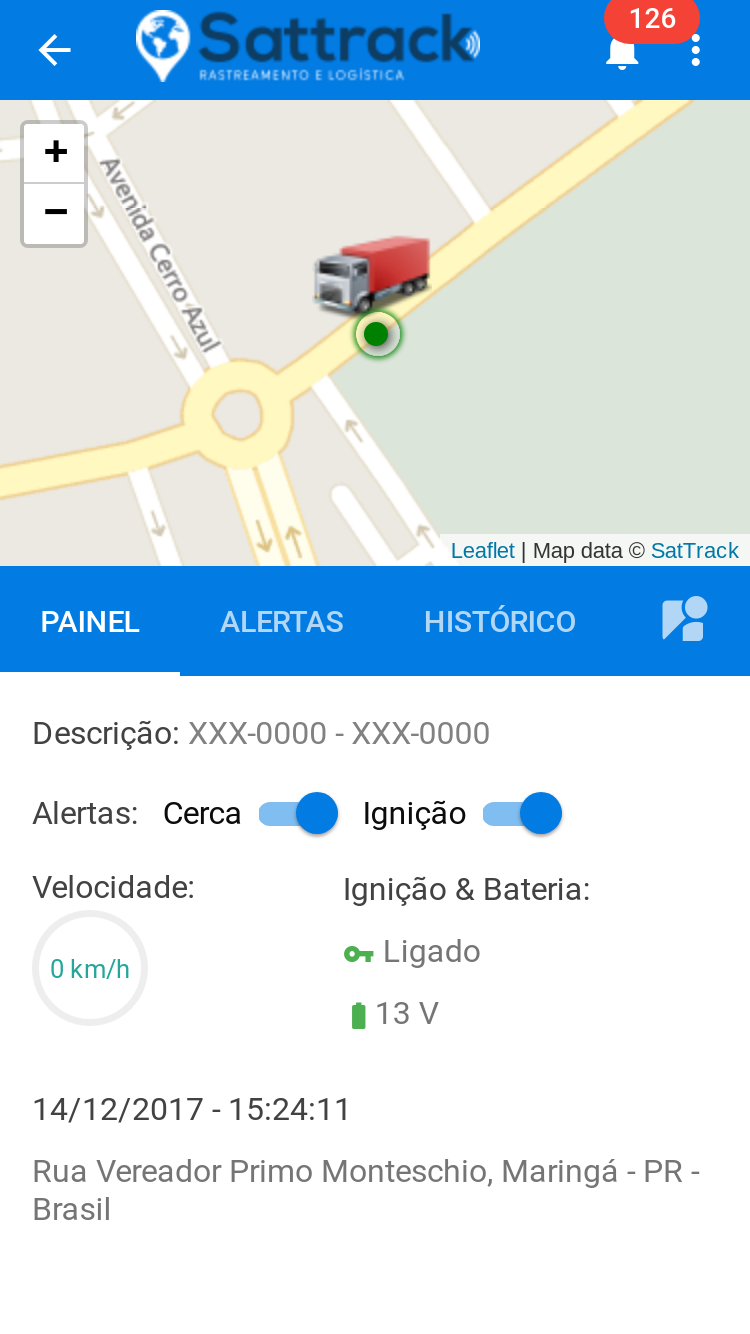 126
Sattrack
RASTREAMENTO E LOGÍSTICA
+
−
Avenida Cerro Azul
Leaflet | Map data © SatTrack
PAINEL ALERTAS HISTÓRICO
Descrição: XXX-0000 - XXX-0000
Alertas: Cerca Ignição
Velocidade: Ignição & Bateria:
0 km/h
Ligado
13 V
14/12/2017 - 15:24:11
Rua Vereador Primo Monteschio, Maringá - PR -
Brasil